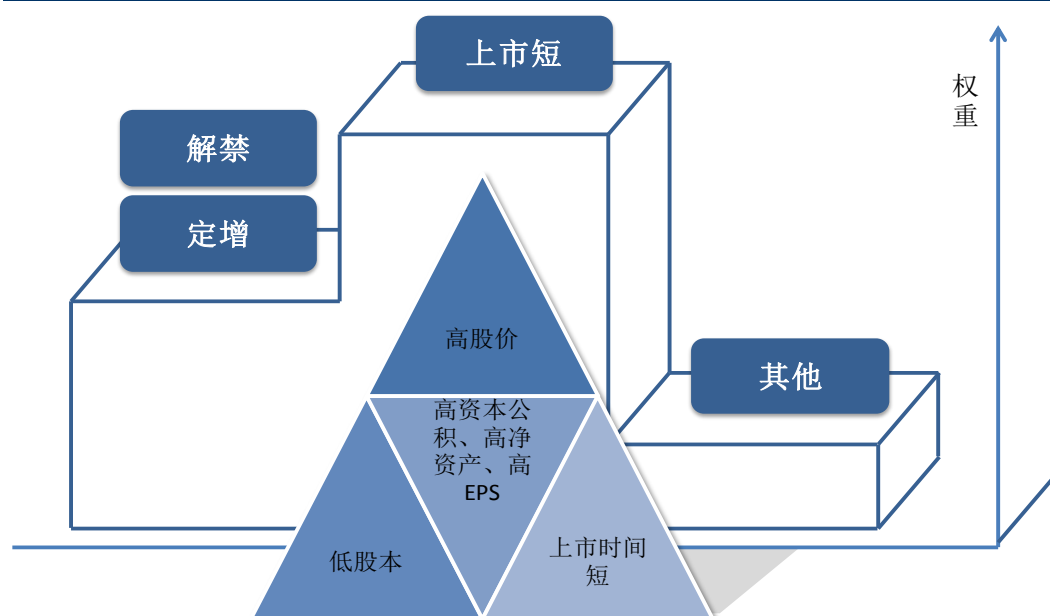 上市短
权
重
解禁
定增
高股价
其他
高资本公
积、高净
资产、高
EPS
低股本
上市时间
短